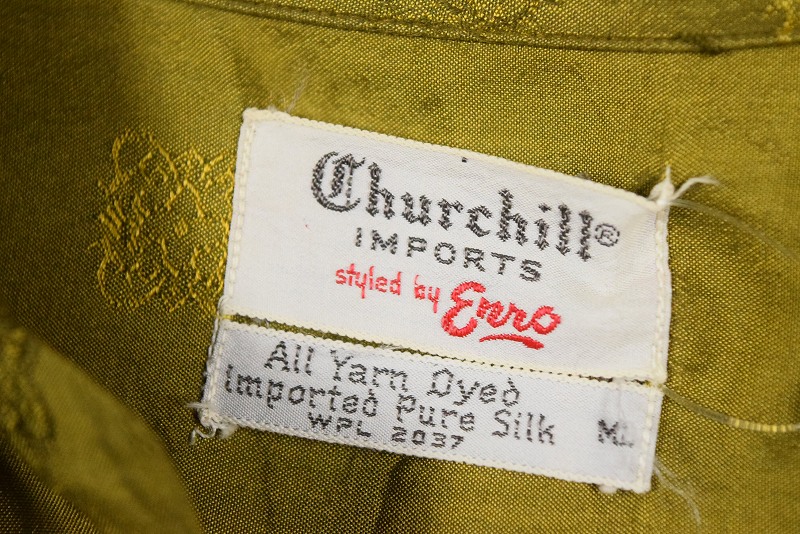 Churchill®
IMPORTS
styled by Enro
All Yarn Dyed
Imported Pure Silk
WPL 2037